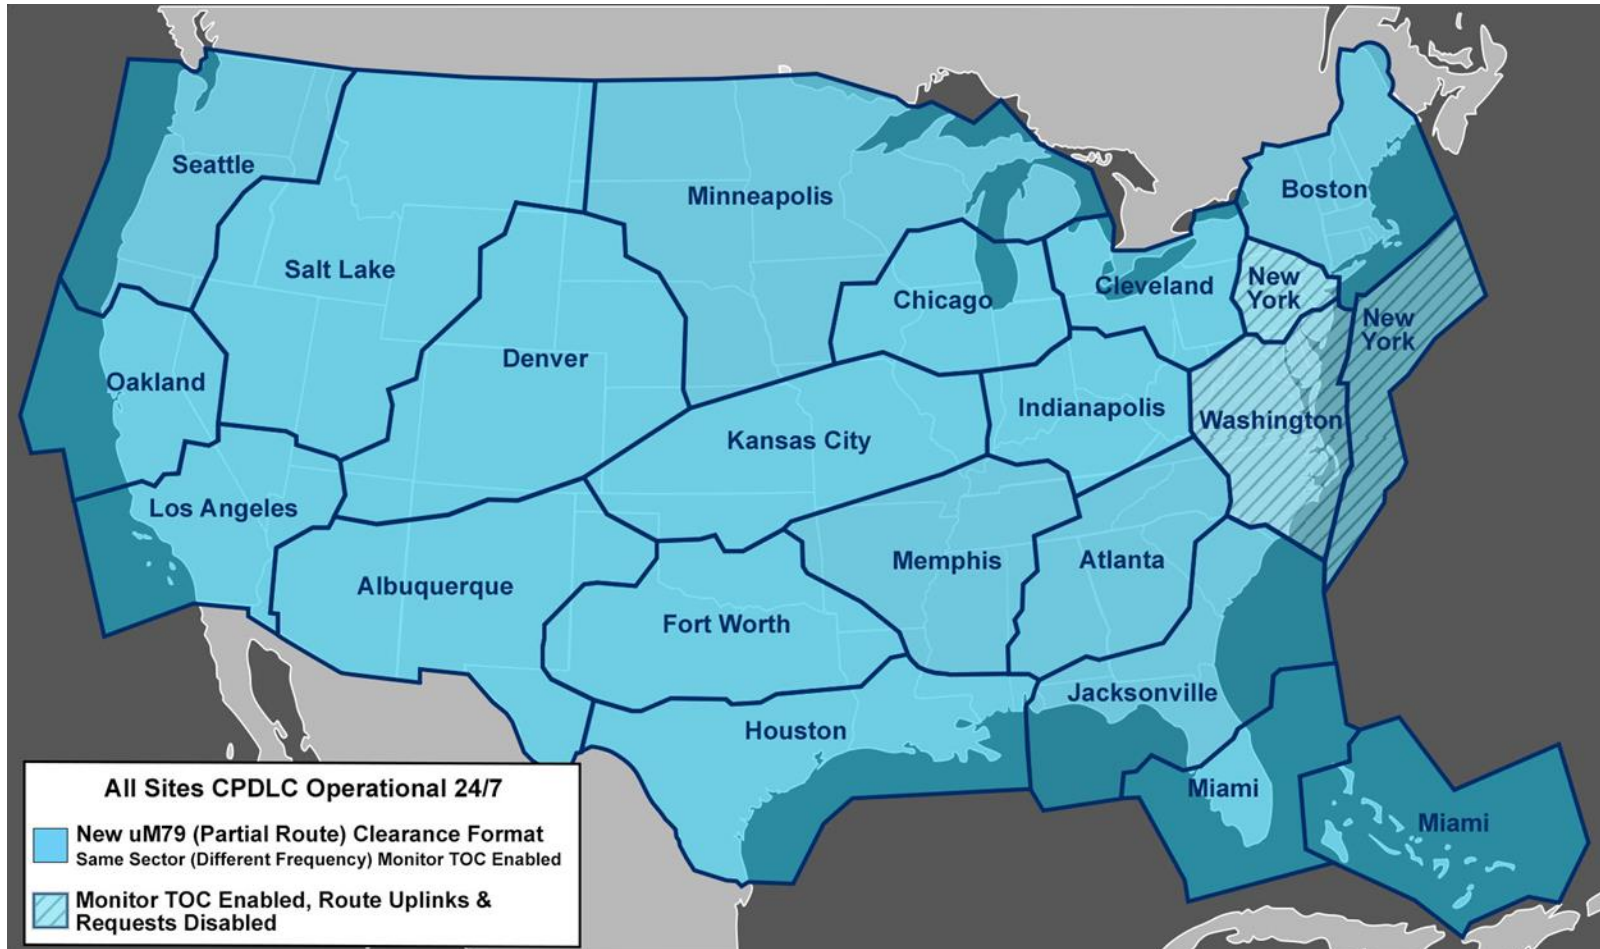 Seattle
Boston
Minneapolis
Salt Lake
New
York
Cleveland
Chicago
New
York
Denver
Oakland
Indianapolis
Washington
Kansas City
Los Angeles
Memphis
Atlanta
Albuquerque
Fort Worth
Jacksonville
Houston
Miami
Miami
All Sites CPDLC Operational 24/7
New uM79 (Partial Route) Clearance Format
Same Sector (Different Frequency) Monitor TOC Enabled
Monitor TOC Enabled, Route Uplinks &
Requests Disabled